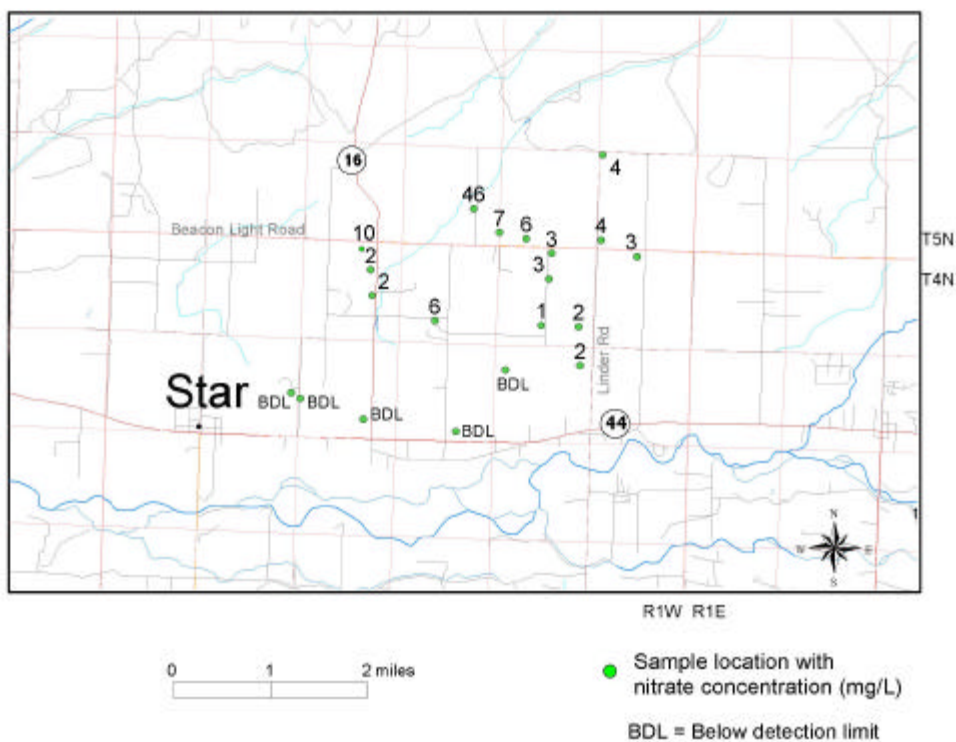 16
4
46
Beacon Light Road
7
6
4
T5N
10
3
3
2
3
T4N
2
6
1
2
2
Linder Rd
BDL
Star
BDL
BDL
BDL
BDL
44
N
W
E
S
1
R1W R1E
0
1
2 miles
Sample location with
nitrate concentration (mg/L)
BDL = Below detection limit